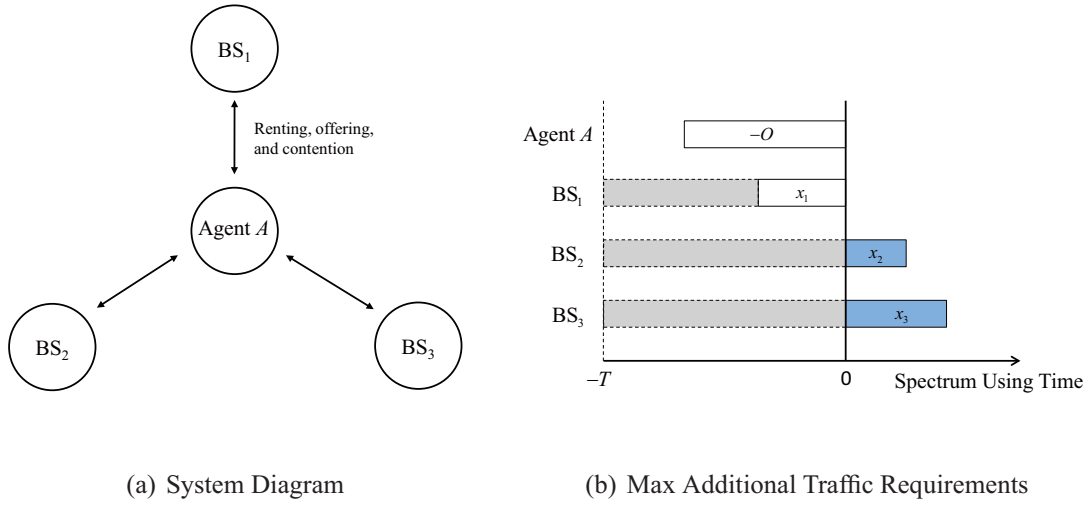 BS₁
Renting, offering,
and contention
Agent A
BS₂
BS₃
(a) System Diagram
Agent A
−O
BS₁
x₁
BS₂
x₂
BS₃
x₃
−T
0
Spectrum Using Time
(b) Max Additional Traffic Requirements